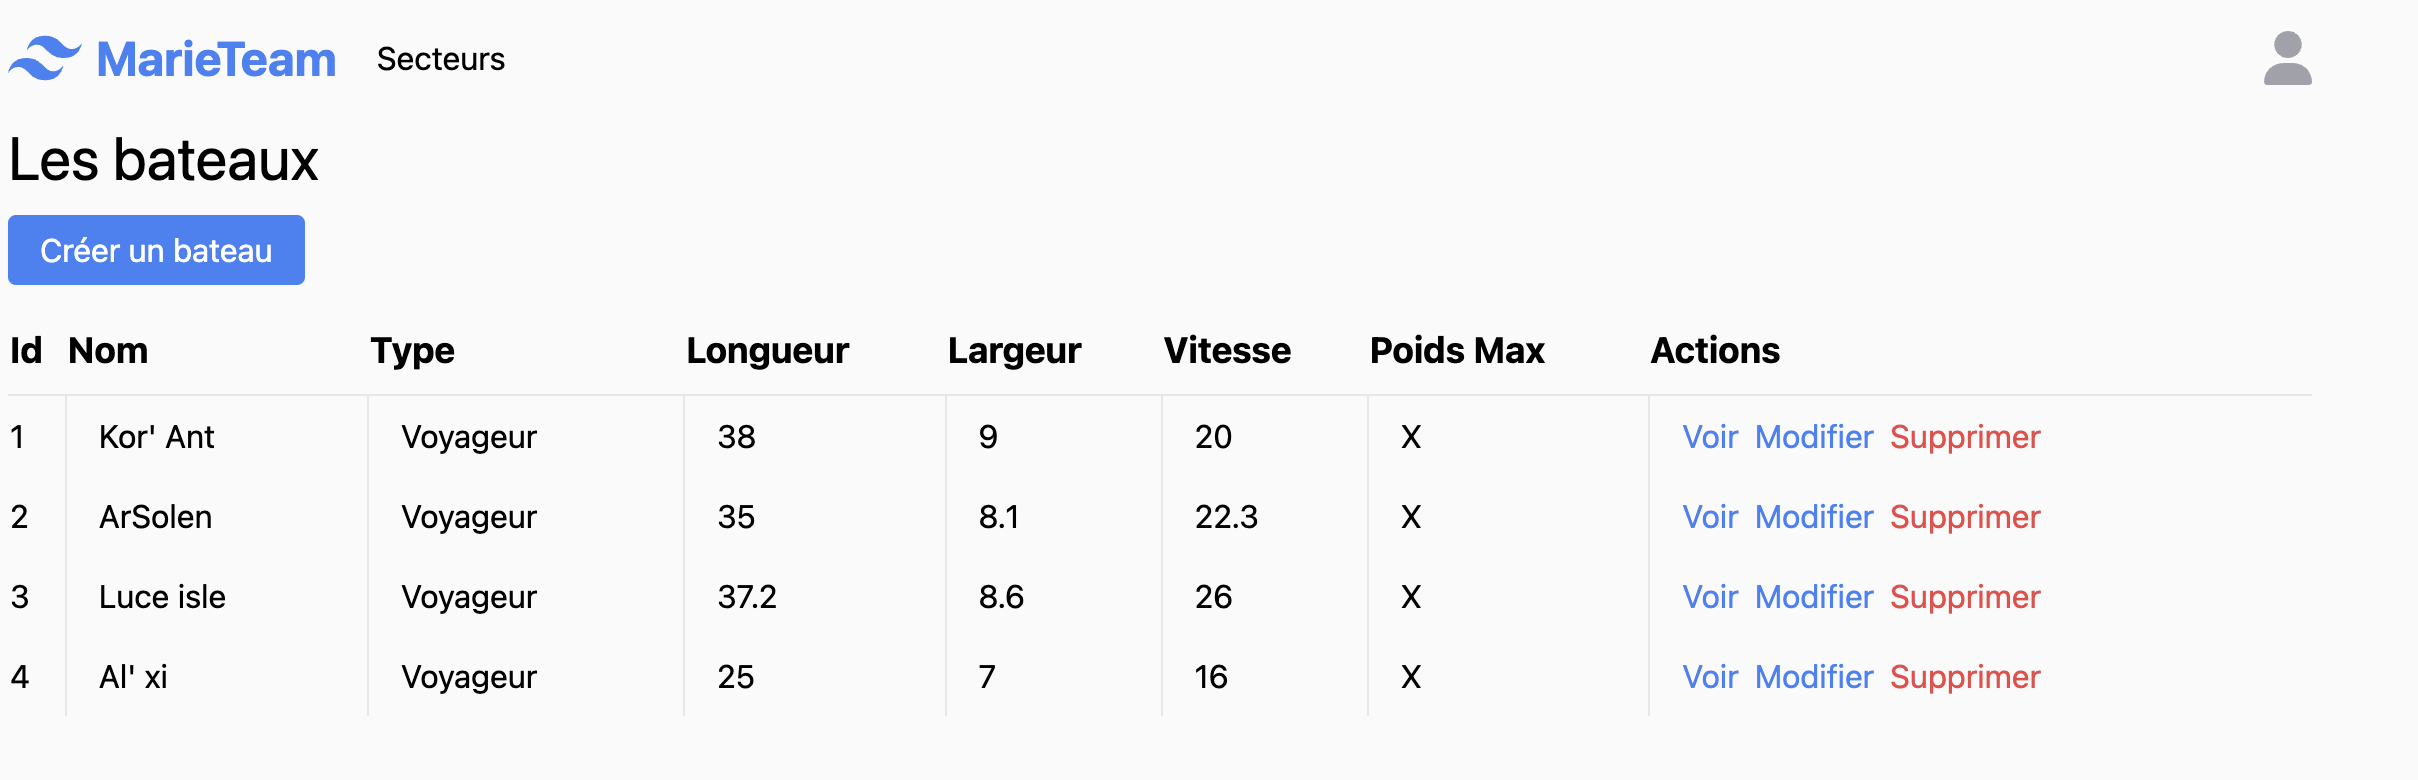 MarieTeam Secteurs
Les bateaux
Créer un bateau
Id Nom Type Longueur Largeur Vitesse Poids Max Actions
1 Kor' Ant Voyageur 38 9 20 X Voir Modifier Supprimer
2 ArSolen Voyageur 35 8.1 22.3 X Voir Modifier Supprimer
3 Luce isle Voyageur 37.2 8.6 26 X Voir Modifier Supprimer
4 Al' xi Voyageur 25 7 16 X Voir Modifier Supprimer